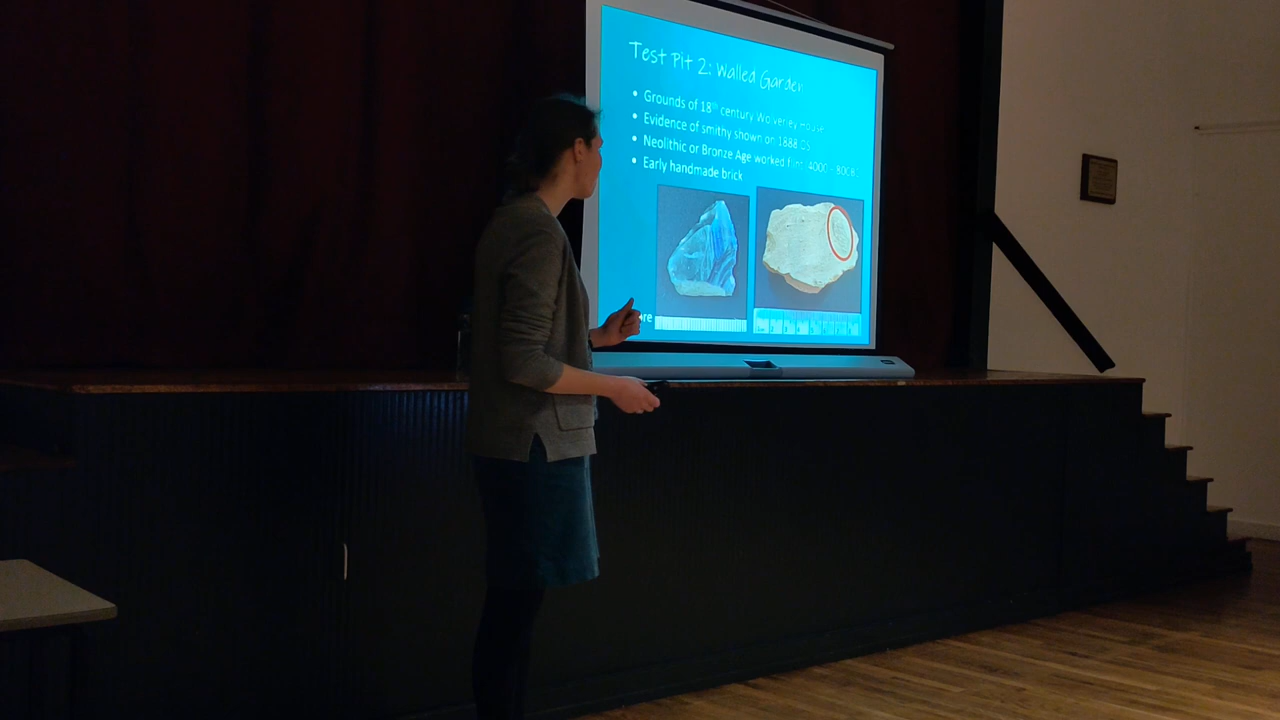 Test Pit 2: Walled Garden
• Grounds of 18th century Wolverley House
• Evidence of smithy shown on 1888 OS
• Neolithic or Bronze Age worked flint (4000 - 800BC
• Early handmade brick
re